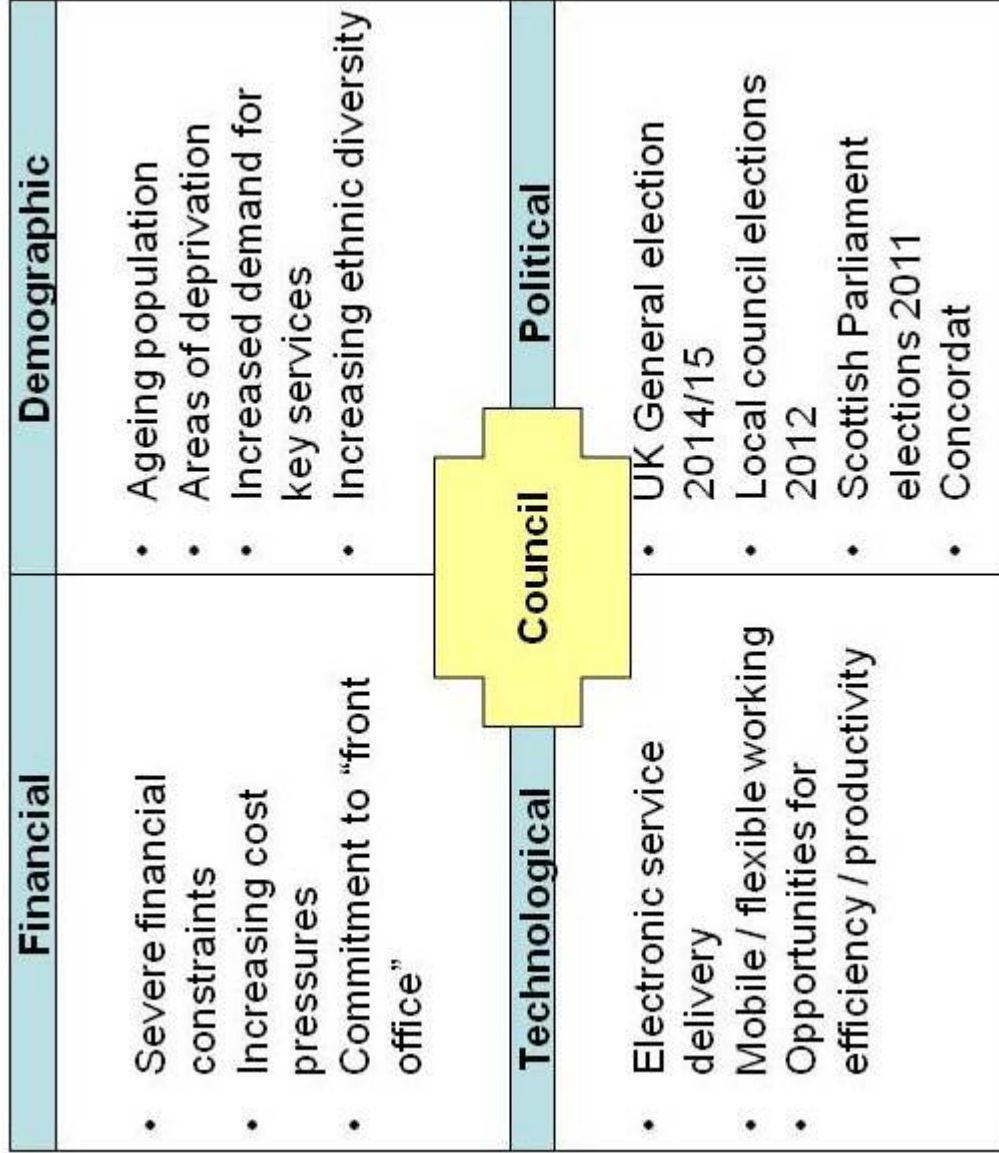 Financial
• Severe financial
constraints
• Increasing cost
pressures
• Commitment to “front
office”
Demographic
• Ageing population
• Areas of deprivation
• Increased demand for
key services
• Increasing ethnic diversity
Council
Technological
• Electronic service
delivery
• Mobile / flexible working
• Opportunities for
efficiency / productivity
Political
• UK General election
2014/15
• Local council elections
2012
• Scottish Parliament
elections 2011
• Concordat